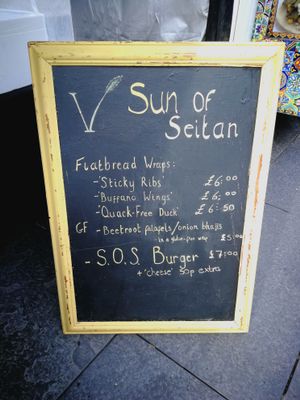 V Sun of
Seitan
Flatbread Wraps:
- 'Sticky Ribs' £6:00
- 'Buffalo Wings' £6:00
- 'Quack-Free Duck' £6:50
GF - Beetroot falafels/onion bhajis
in a gluten-free wrap £5:00
- S.O.S. Burger £7:00
+ 'cheese' 50p extra